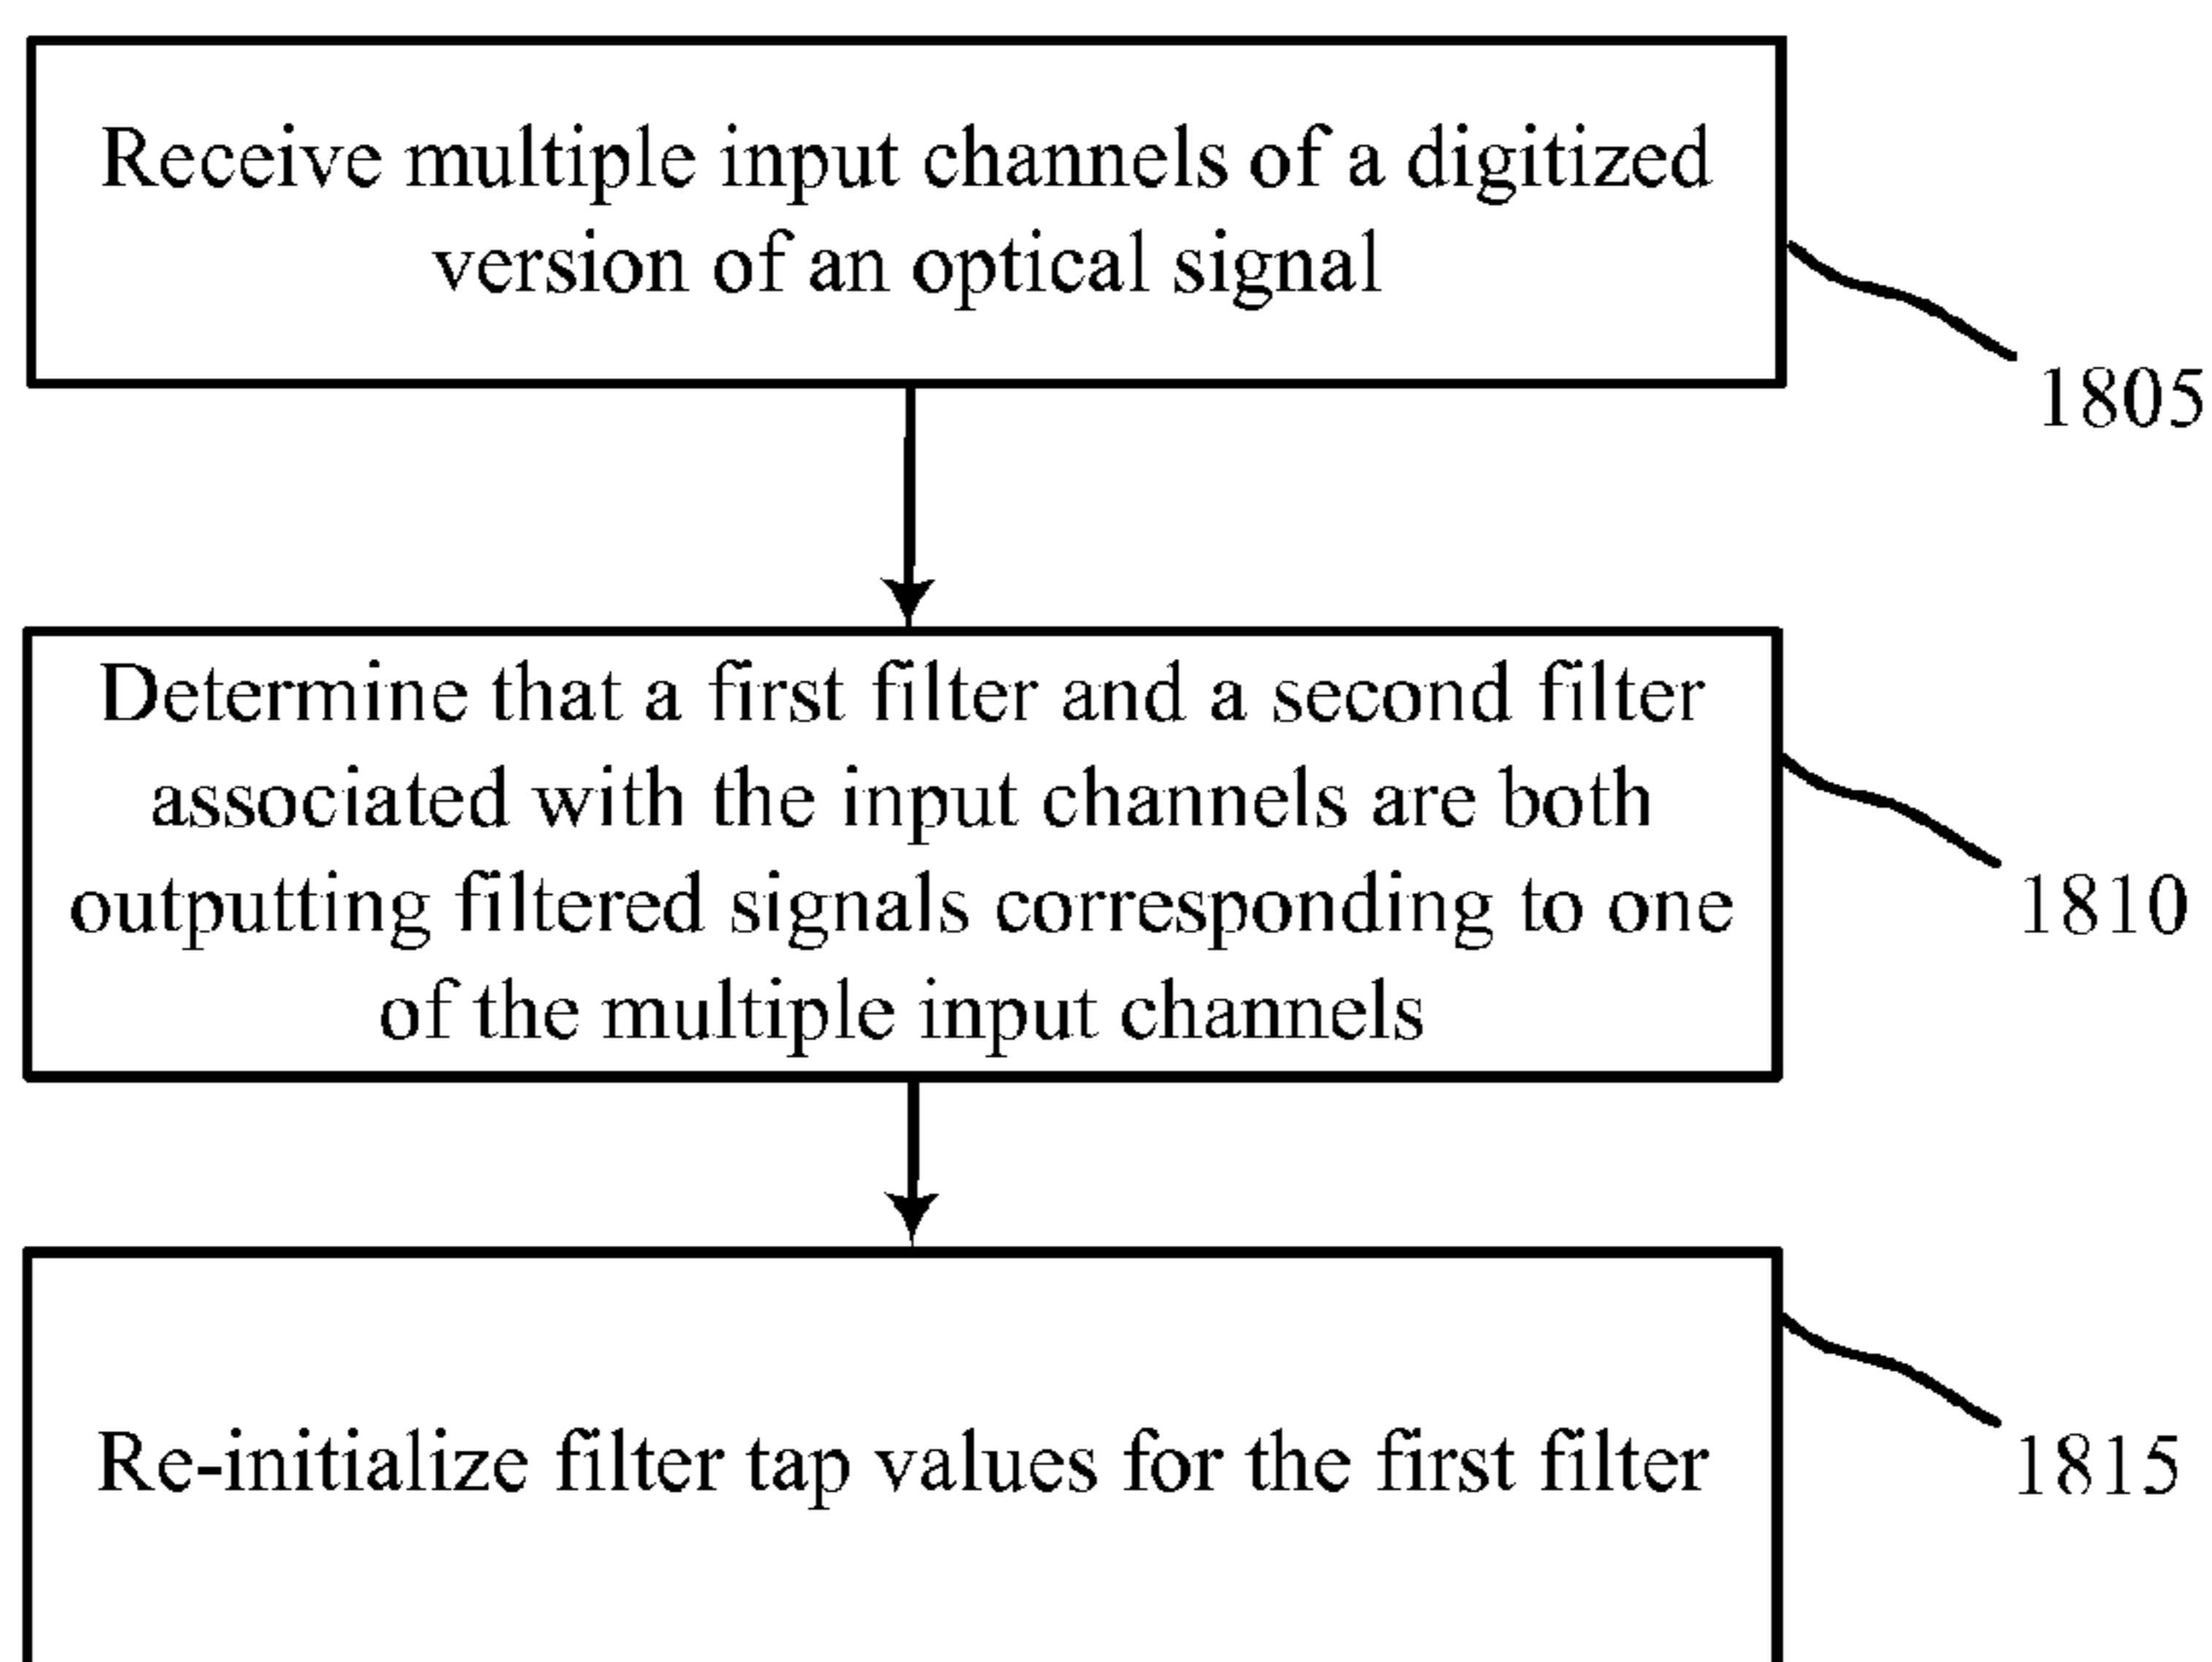 Receive multiple input channels of a digitized
version of an optical signal
1805
Determine that a first filter and a second filter
associated with the input channels are both
outputting filtered signals corresponding to one
of the multiple input channels
1810
Re-initialize filter tap values for the first filter
1815